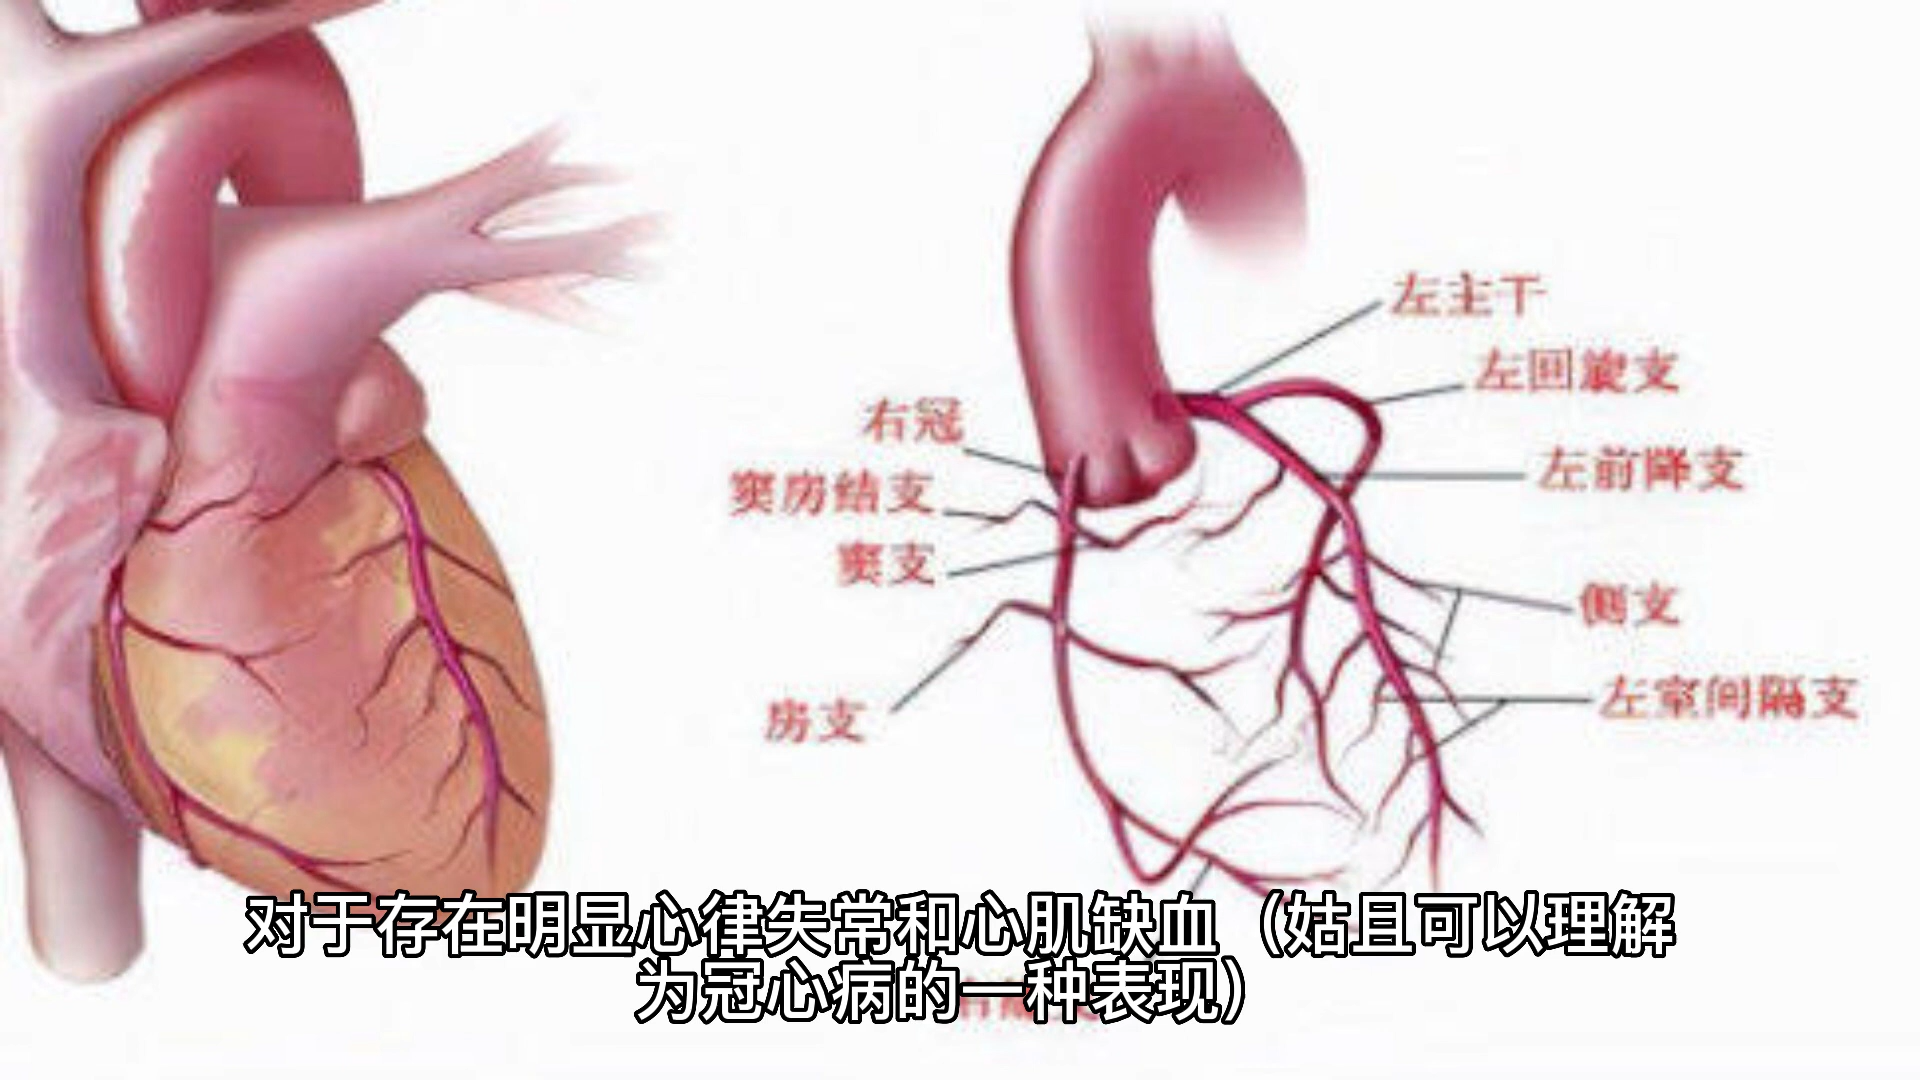 左主干
左回旋支
右冠
左前降支
窦房结支
窦支
侧支
左室间隔支
房支
对于存在明显心律失常和心肌缺血（姑且可以理解
为冠心病的一种表现）